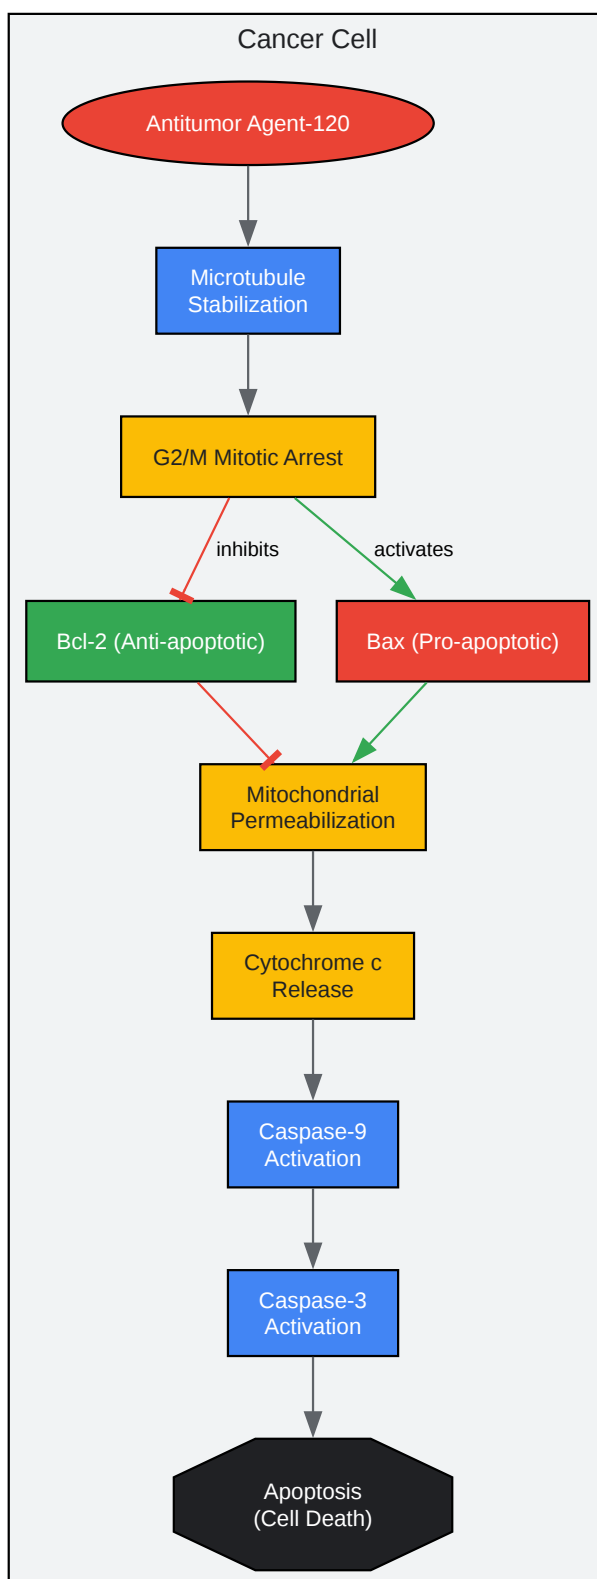 Cancer Cell
Antitumor Agent-120
Microtubule
Stabilization
G2/M Mitotic Arrest
inhibits
activates
Bcl-2 (Anti-apoptotic)
Bax (Pro-apoptotic)
Mitochondrial
Permeabilization
Cytochrome c
Release
Caspase-9
Activation
Caspase-3
Activation
Apoptosis
(Cell Death)